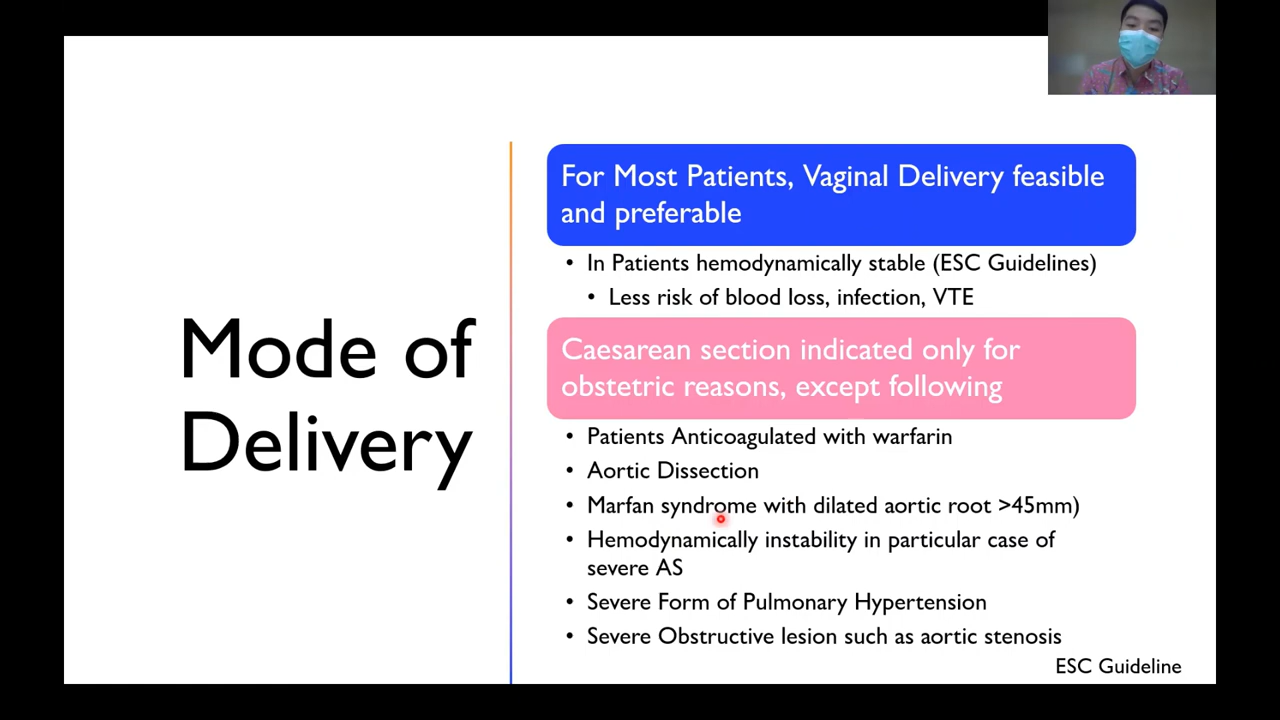 Mode of
Delivery
For Most Patients, Vaginal Delivery feasible
and preferable
• In Patients hemodynamically stable (ESC Guidelines)
• Less risk of blood loss, infection, VTE
Caesarean section indicated only for
obstetric reasons, except following
• Patients Anticoagulated with warfarin
• Aortic Dissection
• Marfan syndrome with dilated aortic root >45mm)
• Hemodynamically instability in particular case of
severe AS
• Severe Form of Pulmonary Hypertension
• Severe Obstructive lesion such as aortic stenosis
ESC Guideline